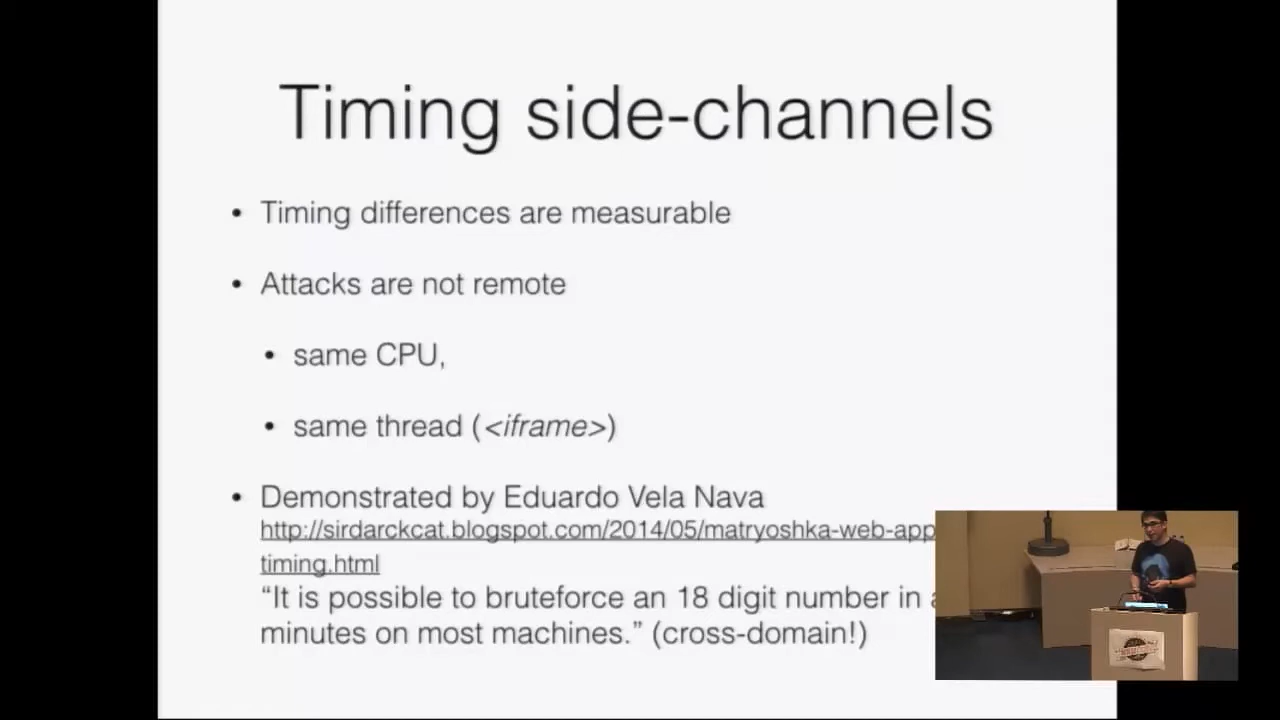 Timing side-channels
• Timing differences are measurable
• Attacks are not remote
• same CPU,
• same thread (<iframe>)
• Demonstrated by Eduardo Vela Nava
http://sirdarckcat.blogspot.com/2014/05/matryoshka-web-app
timing.html
“It is possible to bruteforce an 18 digit number in
minutes on most machines.” (cross-domain!)